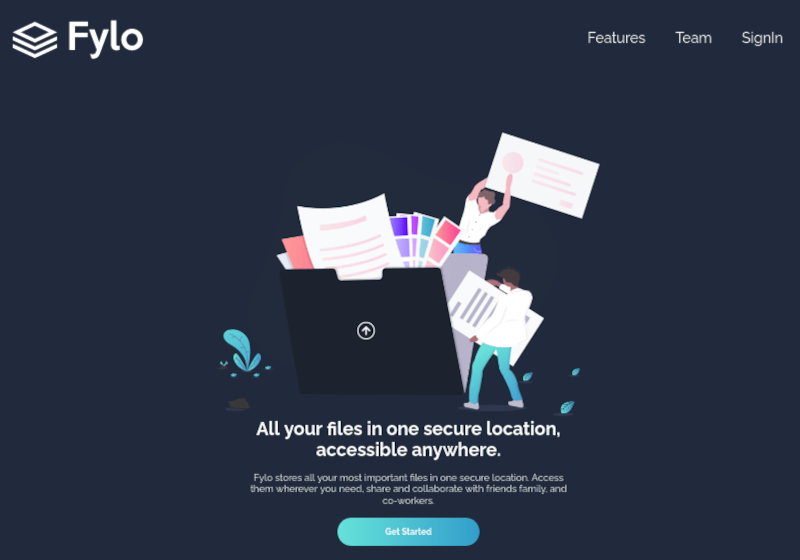 Fylo
Features
Team
SignIn
All your files in one secure location,
accessible anywhere.
Fylo stores all your most important files in one secure location. Access
them wherever you need, share and collaborate with friends family, and
co-workers.
Get Started